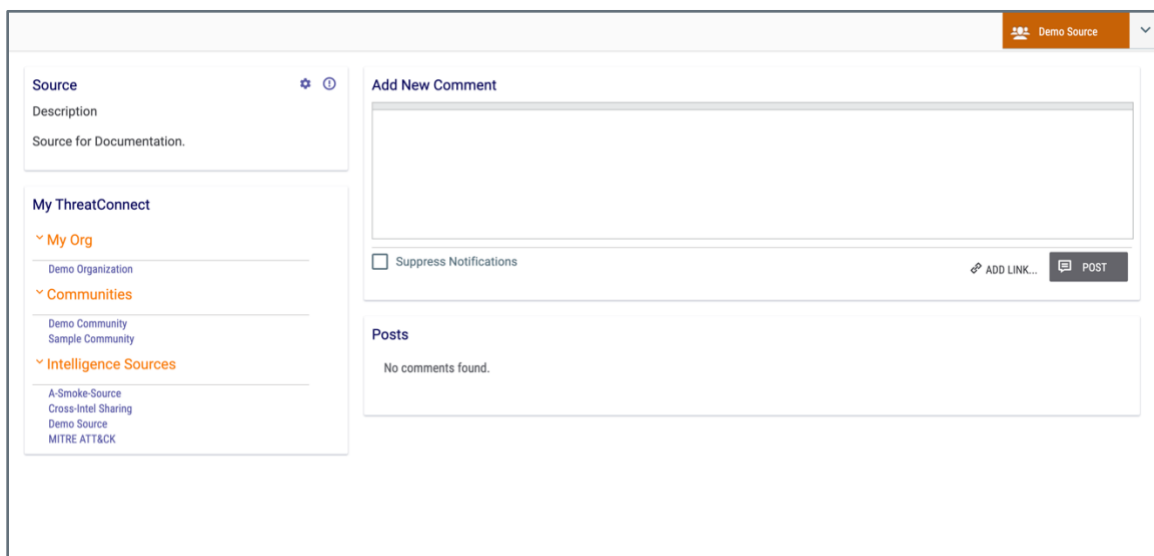 Demo Source
Source
Description
Source for Documentation.
My ThreatConnect
My Org
Demo Organization
Communities
Demo Community
Sample Community
Intelligence Sources
A-Smoke-Source
Cross-Intel Sharing
Demo Source
MITRE ATT&CK
Add New Comment
Suppress Notifications
ADD LINK...
POST
Posts
No comments found.